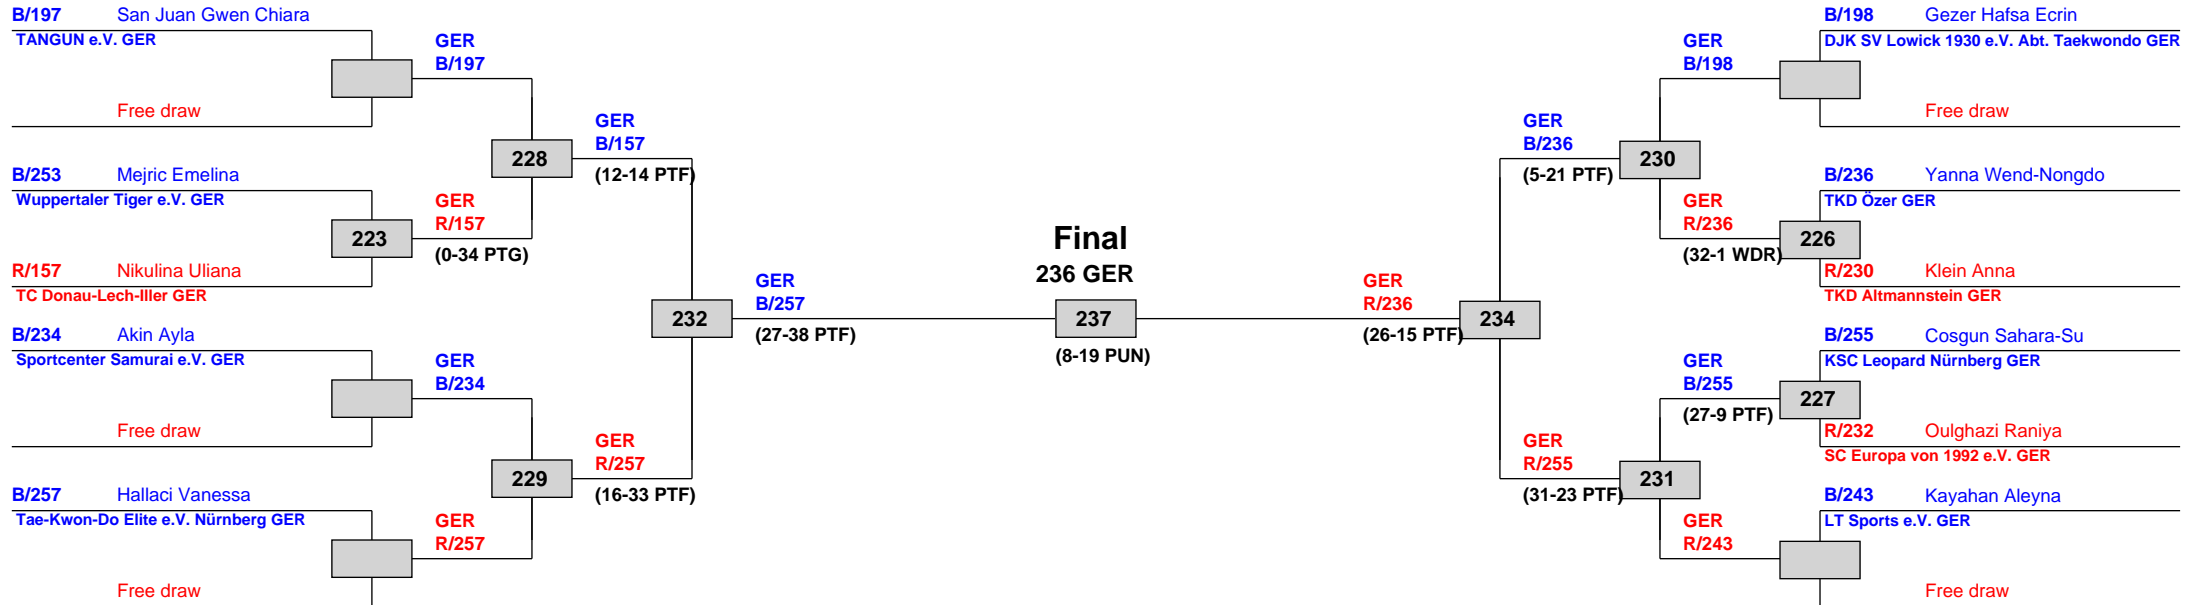 B/197 San Juan Gwen Chiara
TANGUN e.V. GER
GER
B/197
Free draw
GER
B/157
228
(12-14 PTF)
B/253 Mejric Emelina
Wuppertaler Tiger e.V. GER
GER
R/157
223
(0-34 PTG)
R/157 Nikulina Uliana
TC Donau-Lech-Iller GER
GER
B/257
232
(27-38 PTF)
B/234 Akin Ayla
Sportcenter Samurai e.V. GER
GER
B/234
Free draw
GER
R/257
229
(16-33 PTF)
B/257 Hallaci Vanessa
Tae-Kwon-Do Elite e.V. Nürnberg GER
GER
R/257
Free draw
Final
236 GER
237
(8-19 PUN)
B/198 Gezer Hafsa Ecrin
DJK SV Lowick 1930 e.V. Abt. Taekwondo GER
GER
B/198
Free draw
GER
B/236
230
(5-21 PTF)
B/236 Yanna Wend-Nongdo
TKD Özer GER
GER
R/236
226
(32-1 WDR)
R/230 Klein Anna
TKD Altmannstein GER
GER
R/236
234
(26-15 PTF)
B/255 Cosgun Sahara-Su
KSC Leopard Nürnberg GER
GER
B/255
227
(27-9 PTF)
R/232 Oulghazi Raniya
SC Europa von 1992 e.V. GER
GER
R/255
231
(31-23 PTF)
B/243 Kayahan Aleyna
LT Sports e.V. GER
GER
R/243
Free draw